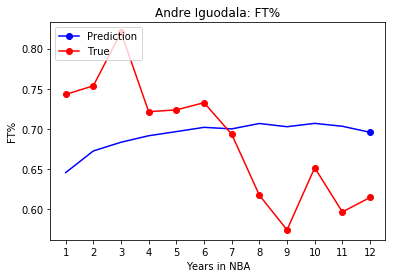 Andre Iguodala: FT%
Prediction
True
0.80
0.75
0.70
0.65
0.60
FT%
1 2 3 4 5 6 7 8 9 10 11 12
Years in NBA